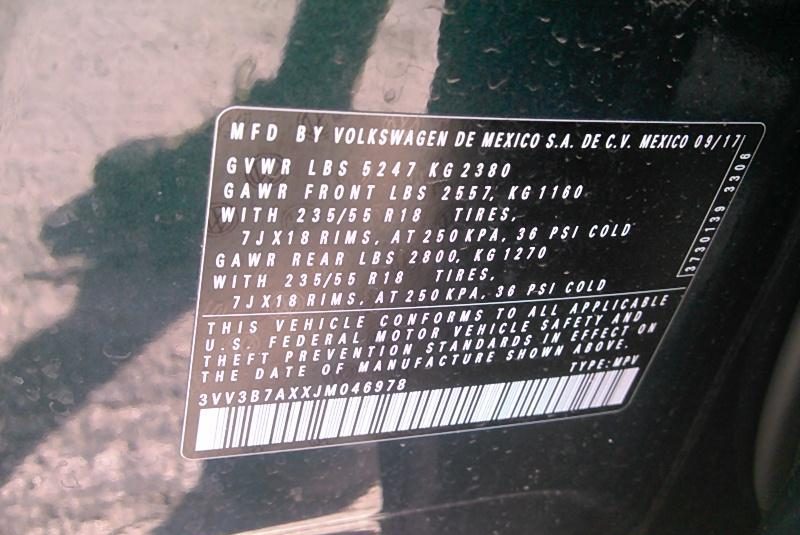 MFD BY VOLKSWAGEN DE MEXICO S.A. DE C.V. MEXICO 09/17
GVWR LBS 5247 KG 2380
GAWR FRONT LBS 2557, KG 1160
WITH 235/55 R18 TIRES,
7JX18 RIMS, AT 250 KPA, 36 PSI COLD
GAWR REAR LBS 2800, KG 1270
WITH 235/55 R18 TIRES,
7JX18 RIMS, AT 250 KPA, 36 PSI COLD
3730139 3306
THIS VEHICLE CONFORMS TO ALL APPLICABLE
U.S. FEDERAL MOTOR VEHICLE SAFETY AND
THEFT PREVENTION STANDARDS IN EFFECT ON
THE DATE OF MANUFACTURE SHOWN ABOVE.
TYPE: MPV
3VV3B7AXXJM046978